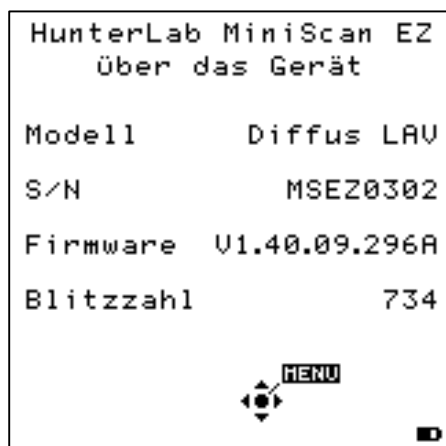 HunterLab MiniScan EZ
über das Gerät
Modell Diffus LAV
S/N MSEZ0302
Firmware V1.40.09.296A
Blitzzahl 734
MENU